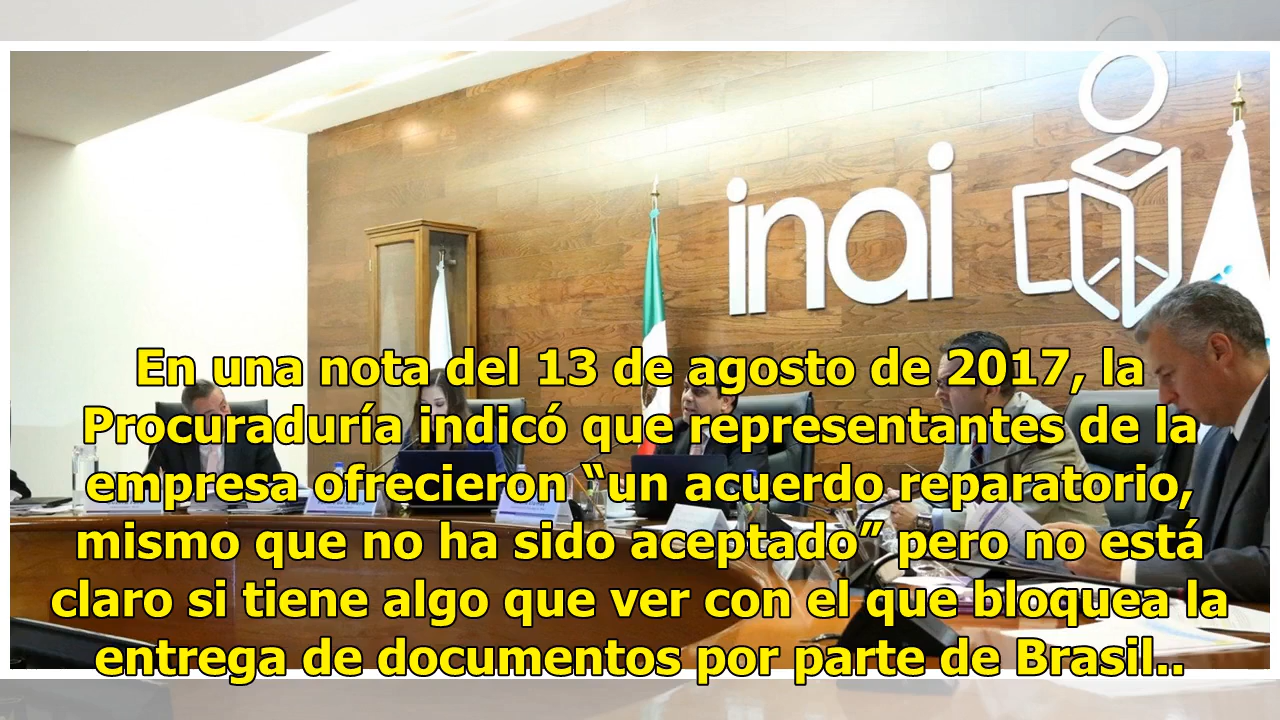 inai
En una nota del 13 de agosto de 2017, la
Procuraduría indicó que representantes de la
empresa ofrecieron “un acuerdo reparatorio,
mismo que no ha sido aceptado” pero no está
claro si tiene algo que ver con el que bloquea la
entrega de documentos por parte de Brasil..